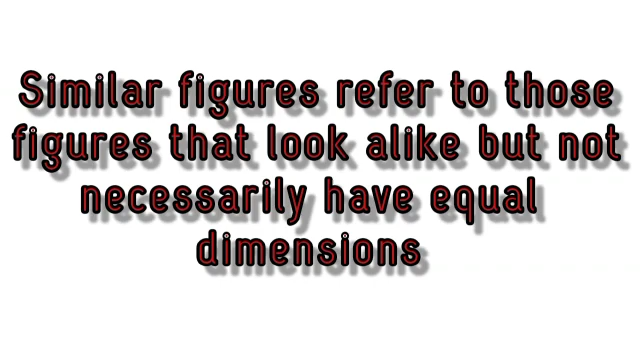 Similar figures refer to those
figures that look alike but not
necessarily have equal
dimensions